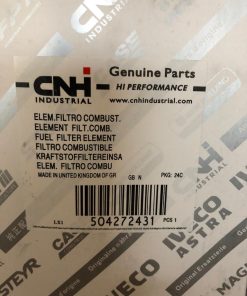 CNH
INDUSTRIAL
Genuine Parts
HI PERFORMANCE
www.
cnhindustrial.com
ELEM.FILTRO COMBUST.
ELEMENT FILT.COMB.
FUEL FILTER ELEMENT
FILTRO COMBUSTIBLE
KRAFTSTOFFILTEREINSA
ELEM. FILTRO COMBU
MADE IN UNITED KINGDOM OF GR GB N PKG: 24C
504272431 PCS 1
IVECO
ASTRA
IVECO
STEYR